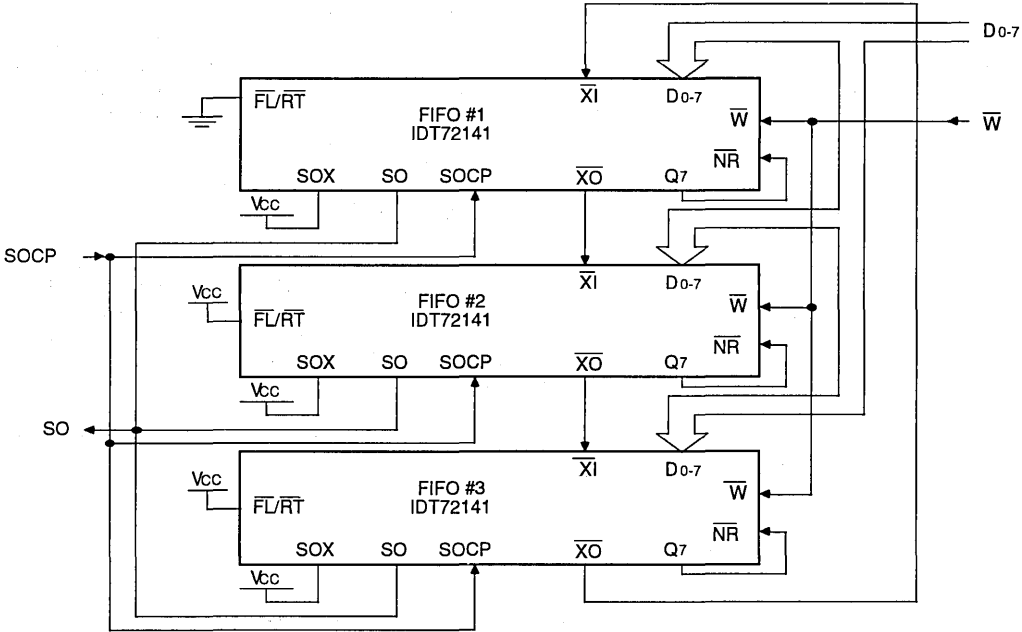 D0-7
FL/RT
FIFO #1
IDT72141
XI
D0-7
W
W
NR
SOX
SO
SOCP
XO
Q7
Vcc
SOCP
Vcc
FL/RT
FIFO #2
IDT72141
XI
D0-7
W
NR
SOX
SO
SOCP
XO
Q7
Vcc
SO
Vcc
FL/RT
FIFO #3
IDT72141
XI
D0-7
W
NR
SOX
SO
SOCP
XO
Q7
Vcc